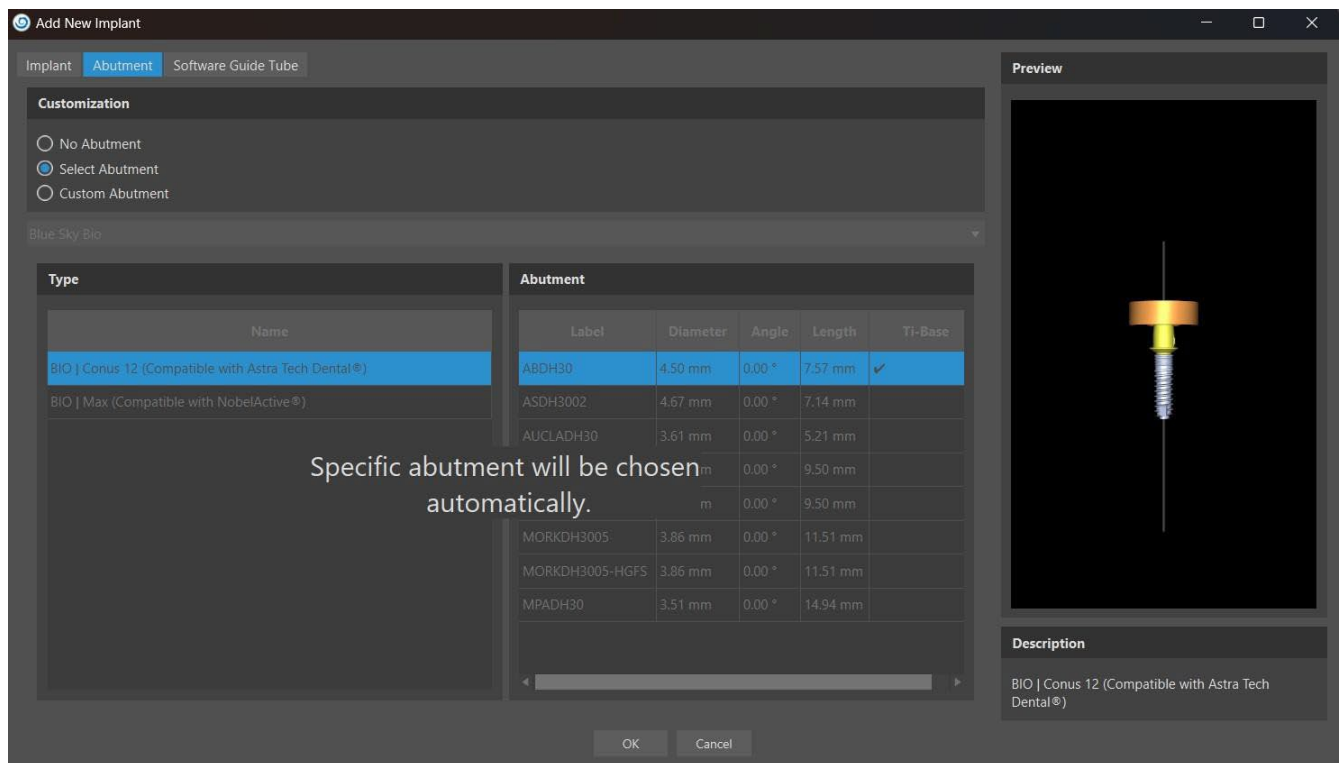 Add New Implant
Implant Abutment Software Guide Tube
Customization
No Abutment
Select Abutment
Custom Abutment
Blue Sky Bio
Type
Name
BIO | Conus 12 (Compatible with Astra Tech Dental®)
BIO | Max (Compatible with NobelActive®)
Abutment
Label Diameter Angle Length Ti-Base
ABDH30 4.50 mm 0.00 ° 7.57 mm ✔
ASDH3002 4.67 mm 0.00 ° 7.14 mm
AUCLADH30 3.61 mm 0.00 ° 5.21 mm
m 0.00 ° 9.50 mm
m 0.00 ° 9.50 mm
MORKDH3005 3.86 mm 0.00 ° 11.51 mm
MORKDH3005-HGFS 3.86 mm 0.00 ° 11.51 mm
MPADH30 3.51 mm 0.00 ° 14.94 mm
Specific abutment will be chosen
automatically.
OK Cancel
Preview
Description
BIO | Conus 12 (Compatible with Astra Tech
Dental®)